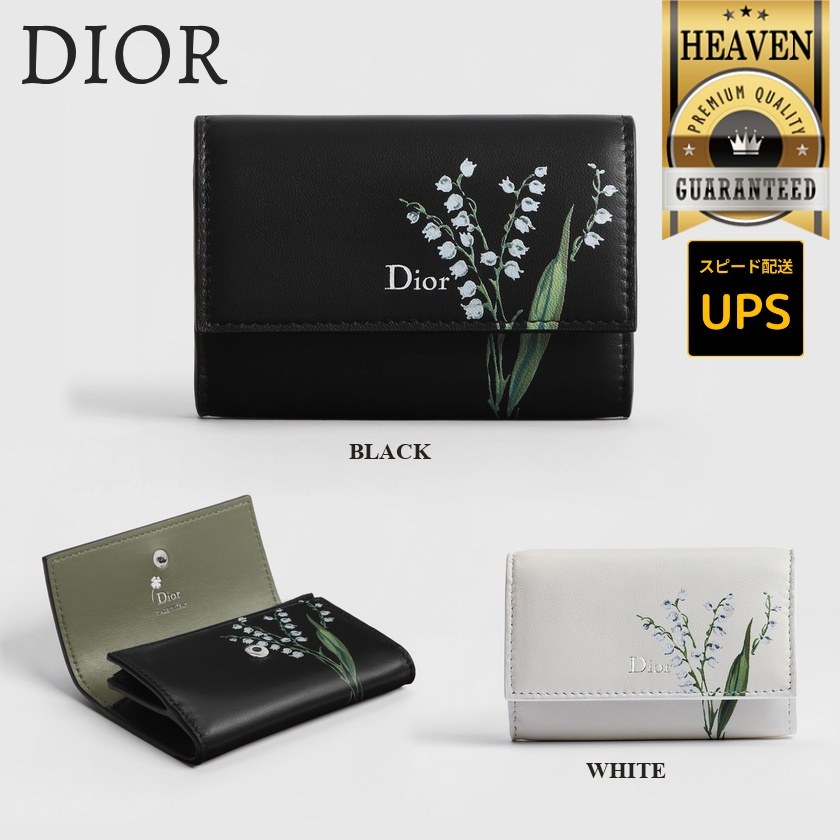 DIOR
HEAVEN
PREMIUM QUALITY
GUARANTEED
スピード配送
UPS
Dior
BLACK
Dior
Dior
WHITE